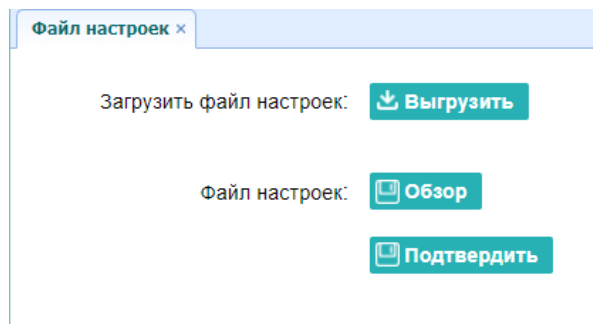 Файл настроек ×
Загрузить файл настроек: Выгрузить
Файл настроек: Обзор
Подтвердить